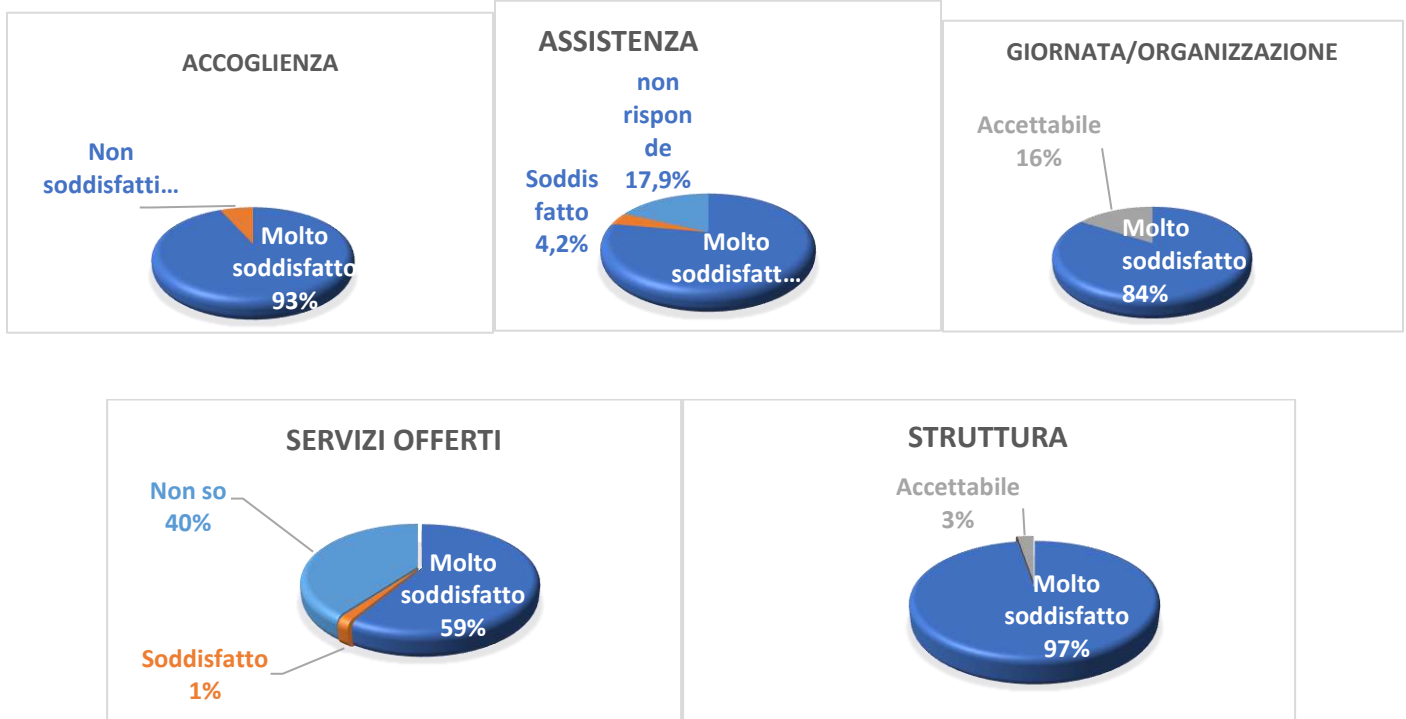 ACCOGLIENZA
Non
soddisfatti...
Molto
soddisfatto
93%
ASSISTENZA
non
rispon
de
17,9%
Soddis
fatto
4,2%
Molto
soddisfatt...
GIORNATA/ORGANIZZAZIONE
Accettabile
16%
Molto
soddisfatto
84%
SERVIZI OFFERTI
Non so
40%
Molto
soddisfatto
59%
Soddisfatto
1%
STRUTTURA
Accettabile
3%
Molto
soddisfatto
97%